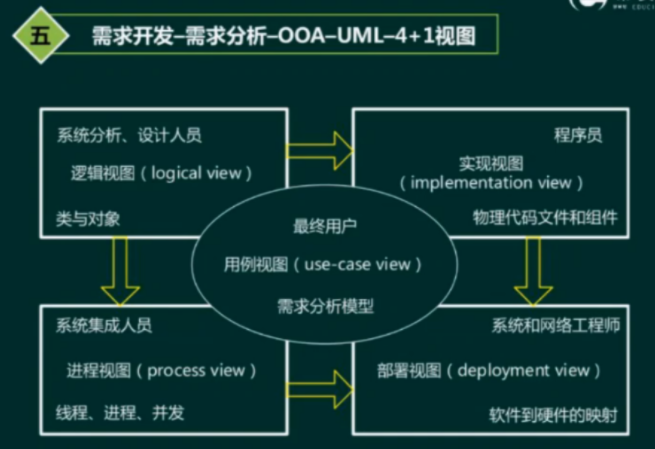 五
需求开发-需求分析-OOA-UML-4+1视图
系统分析、设计人员
逻辑视图（logical view）
类与对象
程序员
实现视图
（implementation view）
物理代码文件和组件
最终用户
用例视图（use-case view）
需求分析模型
系统集成人员
进程视图（process view）
线程、进程、并发
系统和网络工程师
部署视图（deployment view）
软件到硬件的映射